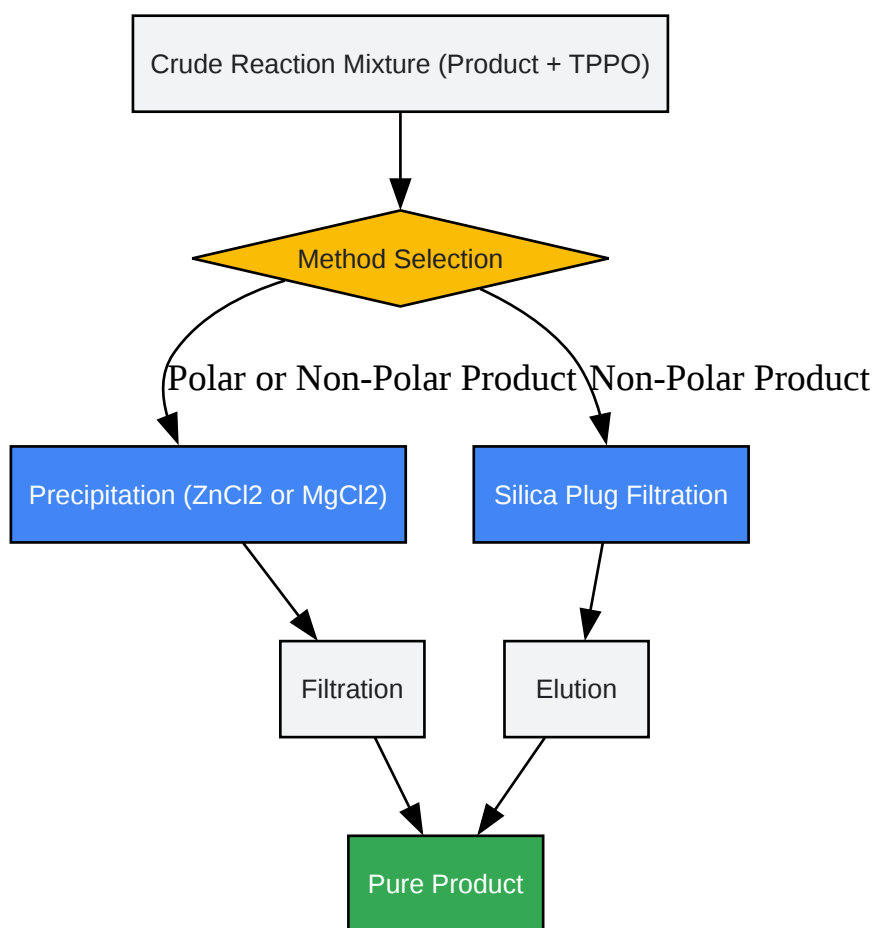 Crude Reaction Mixture (Product + TPPO)
Method Selection
Polar or Non-Polar Product
Non-Polar Product
Precipitation (ZnCl2 or MgCl2)
Silica Plug Filtration
Filtration
Elution
Pure Product